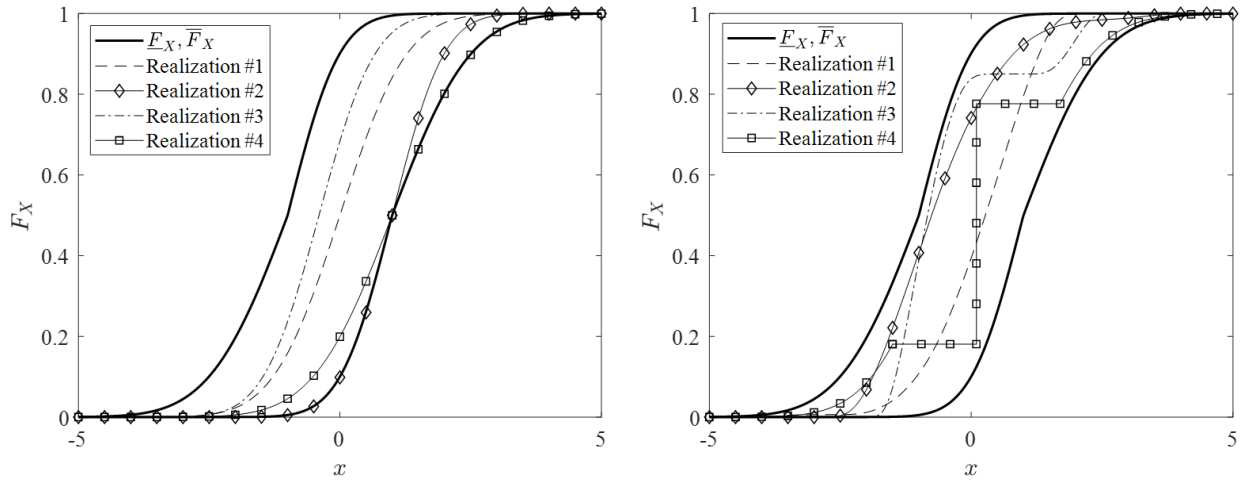 1
0.8
0.6
0.4
0.2
0
F_X
F̲_X, F̅_X
Realization #1
Realization #2
Realization #3
Realization #4
-5
0
5
x
1
0.8
0.6
0.4
0.2
0
F_X
F̲_X, F̅_X
Realization #1
Realization #2
Realization #3
Realization #4
-5
0
5
x